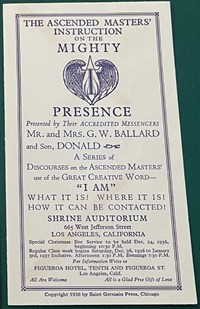 THE ASCENDED MASTERS'
INSTRUCTION
ON THE
MIGHTY
PRESENCE
Presented by Their ACCREDITED MESSENGERS
MR. and MRS. G. W. BALLARD
and Son, DONALD
A SERIES of
DISCOURSES on the ASCENDED MASTERS'
use of the GREAT CREATIVE WORD—
"I AM"
WHAT IT IS! WHERE IT IS!
HOW IT CAN BE CONTACTED!
SHRINE AUDITORIUM
665 West Jefferson Street
LOS ANGELES, CALIFORNIA
Special Christmas Eve Service to be held Dec. 24, 1936,
beginning 10:30 P.M.
Regular Class work begins Saturday, Dec. 26, 1936 to January
3rd, 1937 Inclusive. Afternoons 2:30 P.M. Evenings 7:30 P.M.
For Information Write to
FIGUEROA HOTEL, TENTH AND FIGUEROA ST.
Los Angeles, Calif.
All Are Welcome All is a Glad Free Gift of Love
Copyright 1936 by Saint Germain Press, Chicago